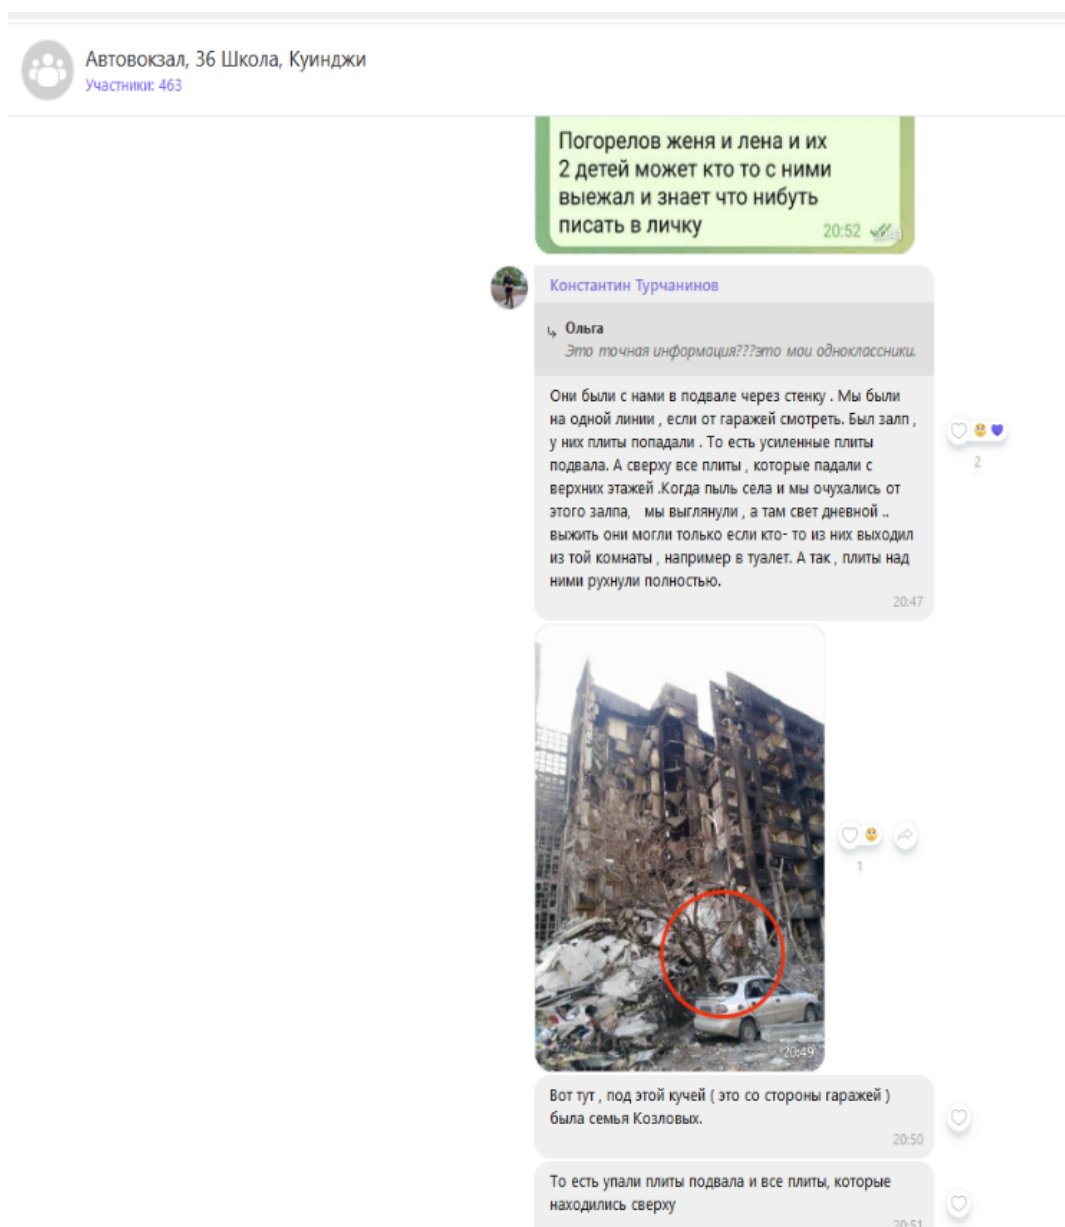 Автовокзал, 36 Школа, Куинджи
Участники: 463
Погорелов женя и лена и их
2 детей может кто то с ними
выежал и знает что нибуть
писать в личку
20:52
Константин Турчанинов
Ольга
Это точная информация???это мои одноклассники.
Они были с нами в подвале через стенку . Мы были
на одной линии , если от гаражей смотреть. Был залп ,
у них плиты попадали . То есть усиленные плиты
подвала. А сверху все плиты , которые падали с
верхних этажей .Когда пыль села и мы очухались от
этого залпа, мы выглянули , а там свет дневной ..
выжить они могли только если кто- то из них выходил
из той комнаты , например в туалет. А так , плиты над
ними рухнули полностью.
20:47
2
20:49
1
Вот тут , под этой кучей ( это со стороны гаражей )
была семья Козловых.
20:50
То есть упали плиты подвала и все плиты, которые
находились сверху
20:51